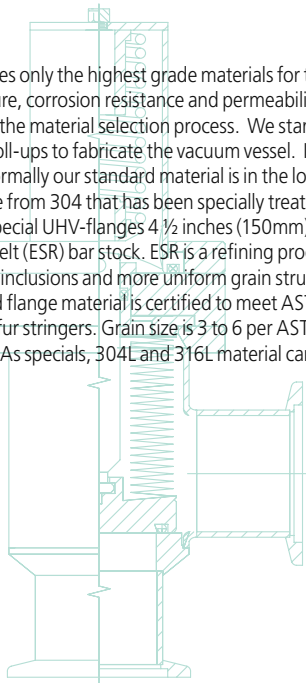 es only the highest grade materials for t
ure, corrosion resistance and permeabili
the material selection process. We star
oll-ups to fabricate the vacuum vessel.
ormally our standard material is in the lo
e from 304 that has been specially treat
pecial UHV-flanges 4 ½ inches (150mm)
elt (ESR) bar stock. ESR is a refining proc
inclusions and more uniform grain stru
d flange material is certified to meet AST
fur stringers. Grain size is 3 to 6 per AST
As specials, 304L and 316L material car